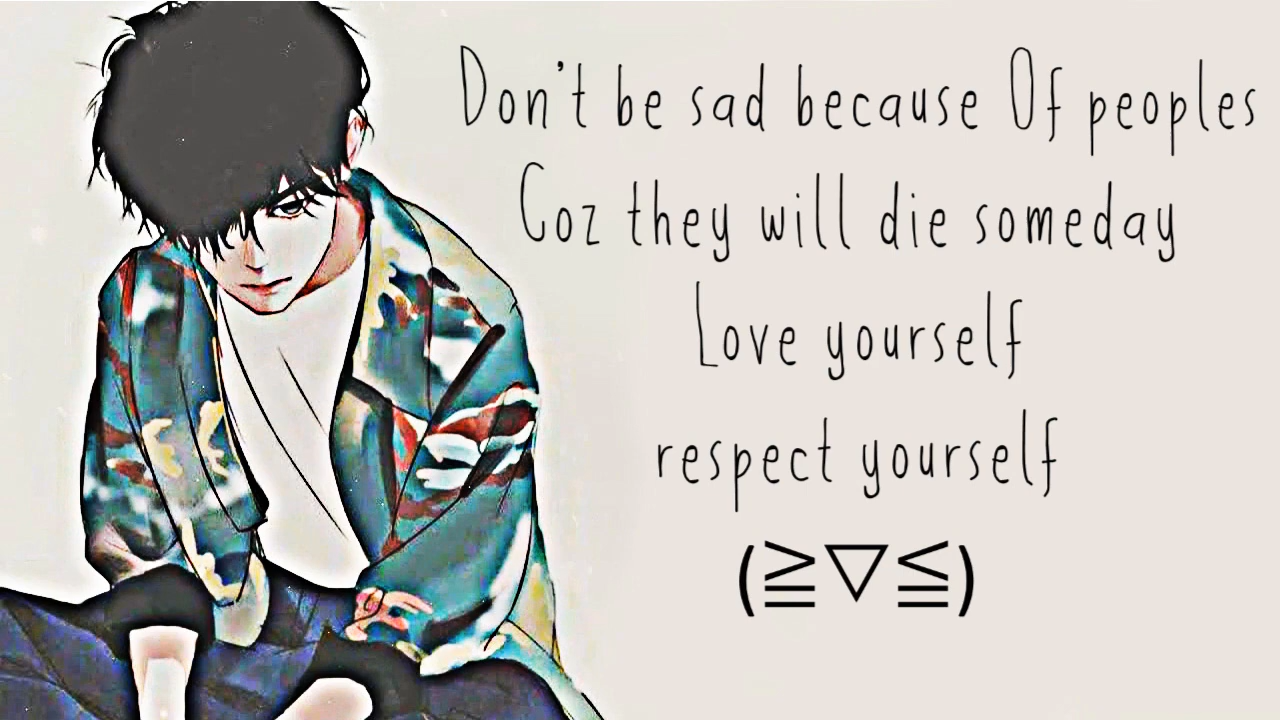 Don't be sad because Of peoples
Coz they will die someday
Love yourself
respect yourself
(≧▽≦)